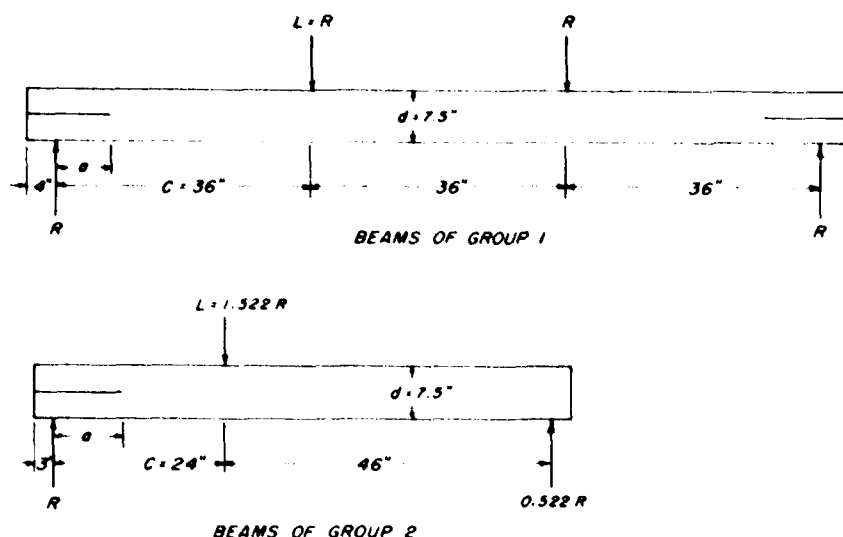 L = R R
d = 7.5"
a
4" C = 36" 36" 36"
R R
BEAMS OF GROUP 1
L = 1.522 R
d = 7.5"
a
3" C = 24" 46"
R 0.522 R
BEAMS OF GROUP 2